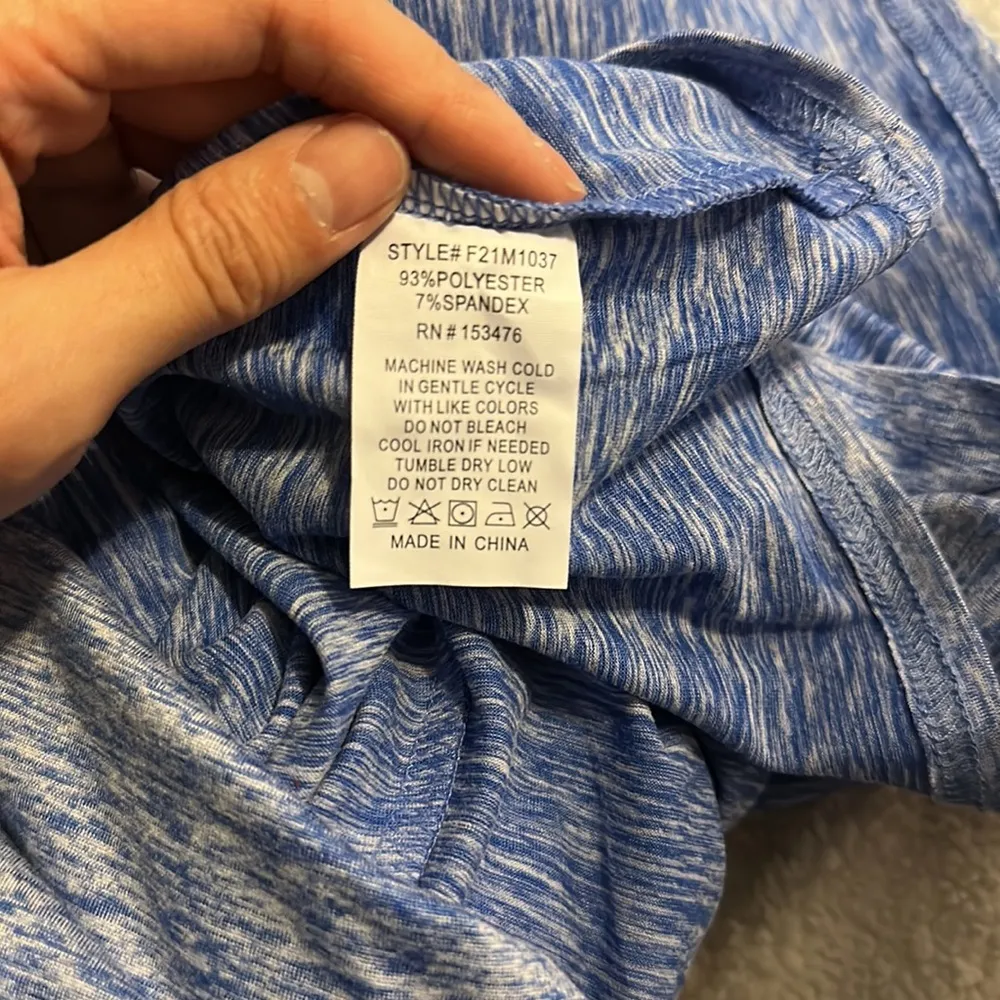 STYLE# F21M1037
93%POLYESTER
7%SPANDEX
RN # 153476
MACHINE WASH COLD
IN GENTLE CYCLE
WITH LIKE COLORS
DO NOT BLEACH
COOL IRON IF NEEDED
TUMBLE DRY LOW
DO NOT DRY CLEAN
MADE IN CHINA